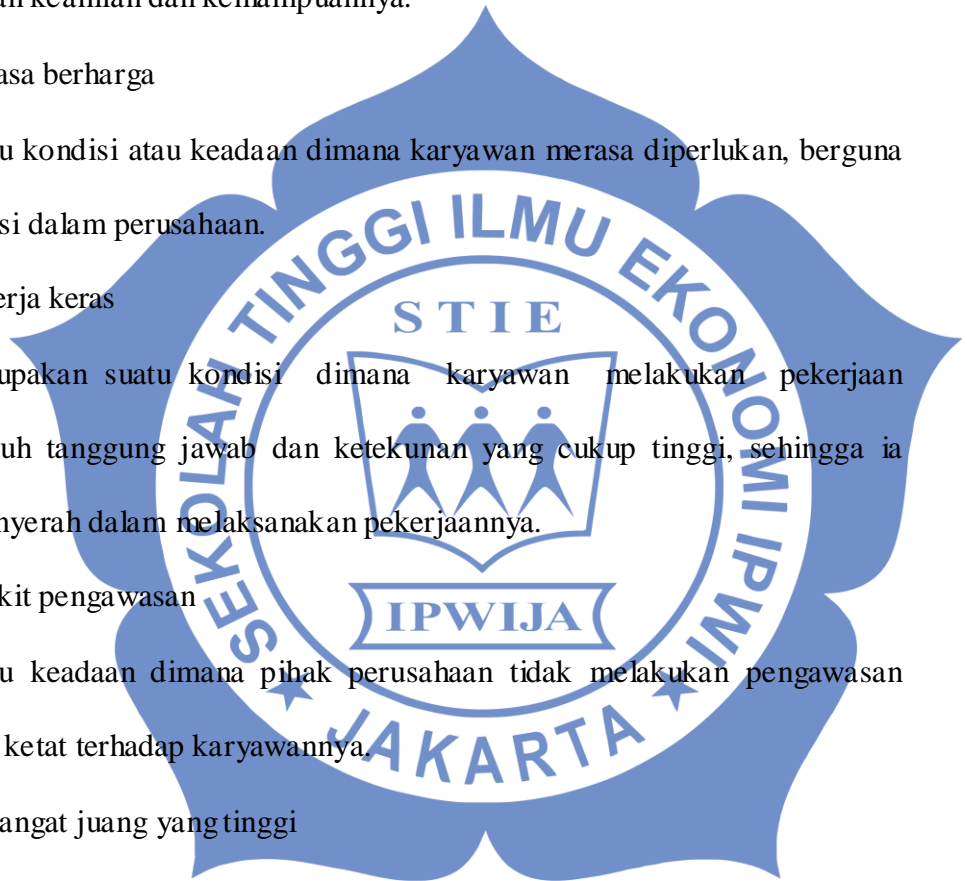 keahlian dan kemampuannya.
asa berharga
u kondisi atau keadaan dimana karyawan merasa diperlukan, berguna
si dalam perusahaan.
erja keras
upakan suatu kondisi dimana karyawan melakukan pekerjaan
uh tanggung jawab dan ketekunan yang cukup tinggi, sehingga ia
nyerah dalam melaksanakan pekerjaannya.
kit pengawasan
u keadaan dimana pihak perusahaan tidak melakukan pengawasan
ketat terhadap karyawannya.
angat juang yang tinggi
SEKOLAH TINGGI ILMU EKONOMI IPWI
JAKARTA
STIE
IPWIJA